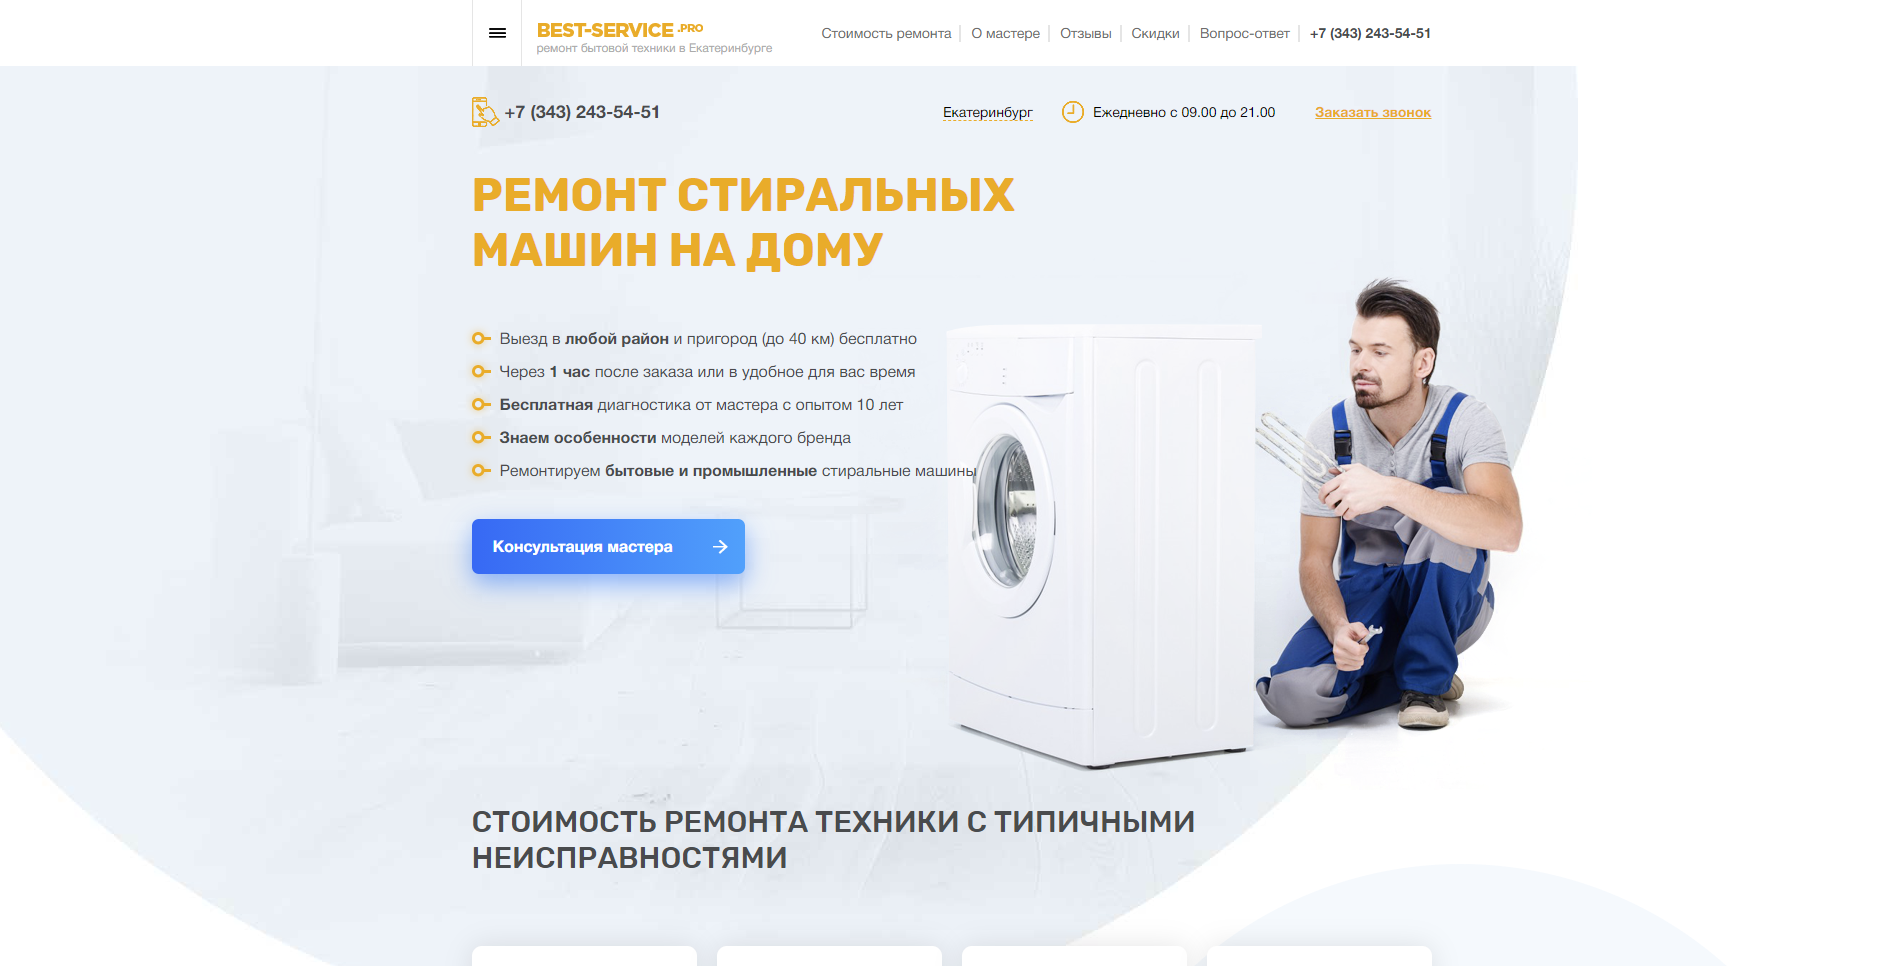 BEST-SERVICE .PRO
ремонт бытовой техники в Екатеринбурге
Стоимость ремонта
О мастере
Отзывы
Скидки
Вопрос-ответ
+7 (343) 243-54-51
+7 (343) 243-54-51
Екатеринбург
Ежедневно с 09.00 до 21.00
Заказать звонок
РЕМОНТ СТИРАЛЬНЫХ
МАШИН НА ДОМУ
Выезд в любой район и пригород (до 40 км) бесплатно
Через 1 час после заказа или в удобное для вас время
Бесплатная диагностика от мастера с опытом 10 лет
Знаем особенности моделей каждого бренда
Ремонтируем бытовые и промышленные стиральные машины
Консультация мастера
СТОИМОСТЬ РЕМОНТА ТЕХНИКИ С ТИПИЧНЫМИ
НЕИСПРАВНОСТЯМИ